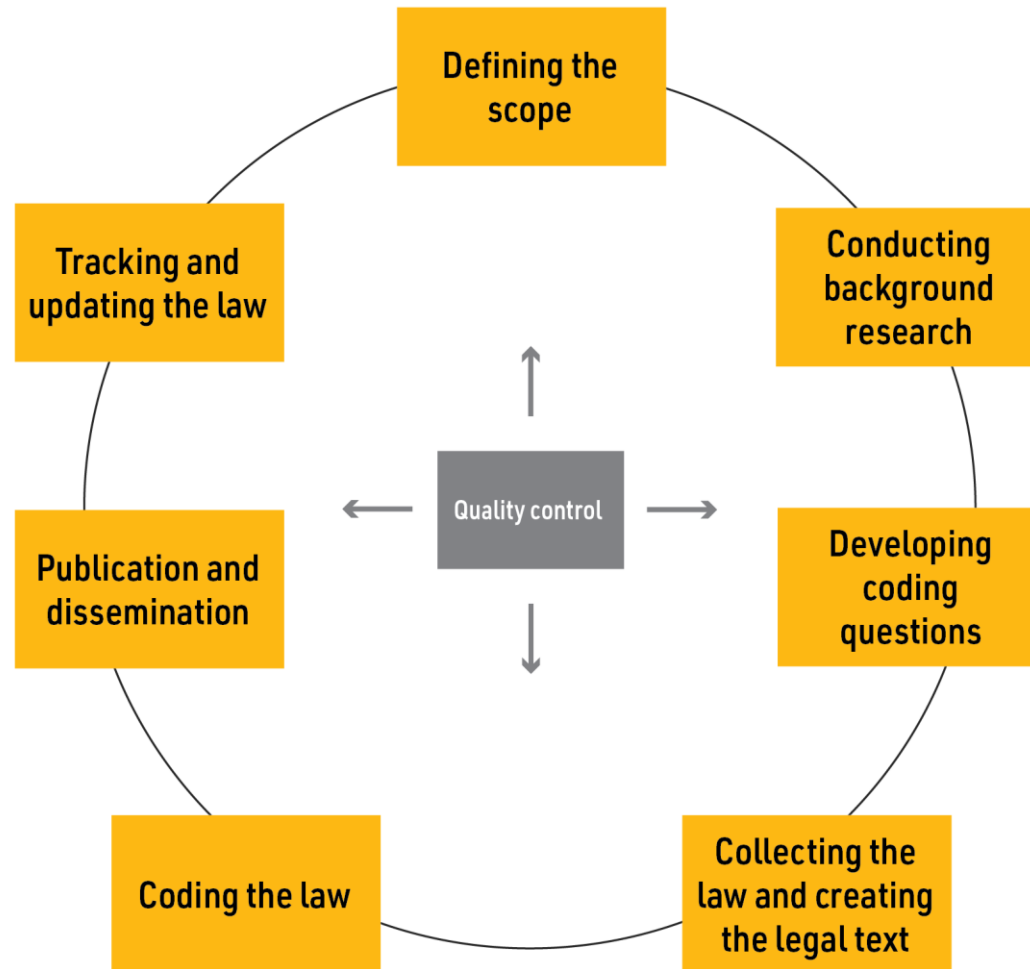 Defining the
scope
Conducting
background
research
Developing
coding
questions
Collecting the
law and creating
the legal text
Coding the law
Publication and
dissemination
Tracking and
updating the law
Quality control